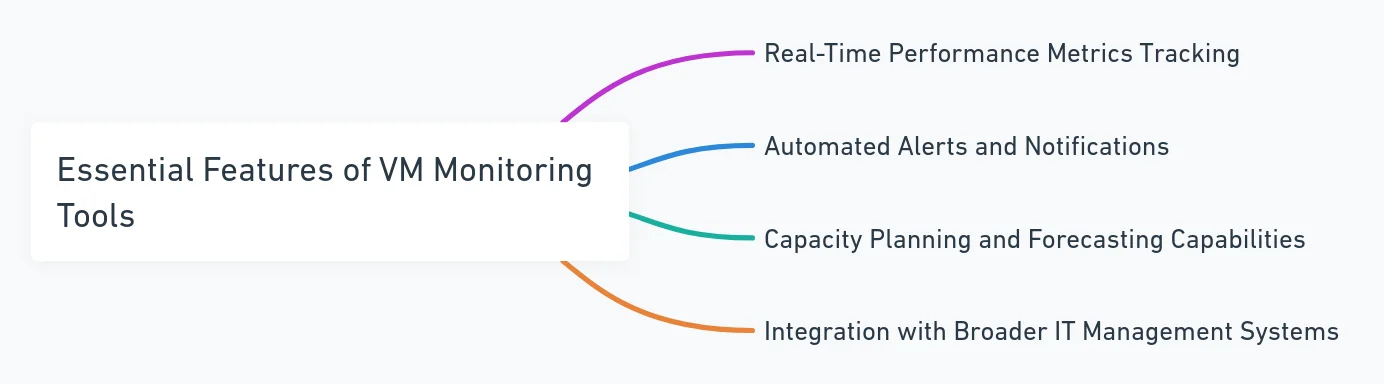 Essential Features of VM Monitoring
Tools
Real-Time Performance Metrics Tracking
Automated Alerts and Notifications
Capacity Planning and Forecasting Capabilities
Integration with Broader IT Management Systems